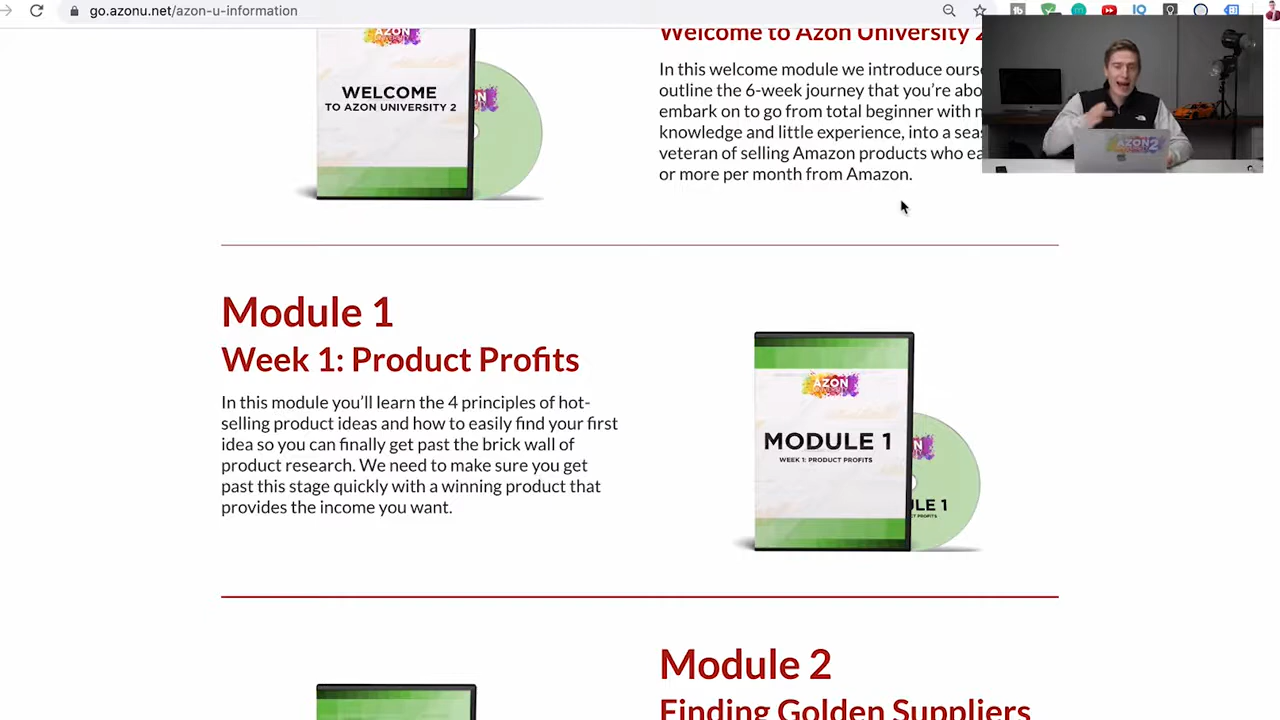 go.azonu.net/azon-u-information
AZON
WELCOME
TO AZON UNIVERSITY 2
Welcome to Azon University 2
In this welcome module we introduce
outline the 6-week journey that you're
embark on to go from total beginner with
knowledge and little experience, into a
veteran of selling Amazon products who
or more per month from Amazon.
AZON2
Module 1
Week 1: Product Profits
In this module you'll learn the 4 principles of hot-
selling product ideas and how to easily find your first
idea so you can finally get past the brick wall of
product research. We need to make sure you get
past this stage quickly with a winning product that
provides the income you want.
AZON
MODULE 1
WEEK 1: PRODUCT PROFITS
Module 2
Finding Golden Suppliers